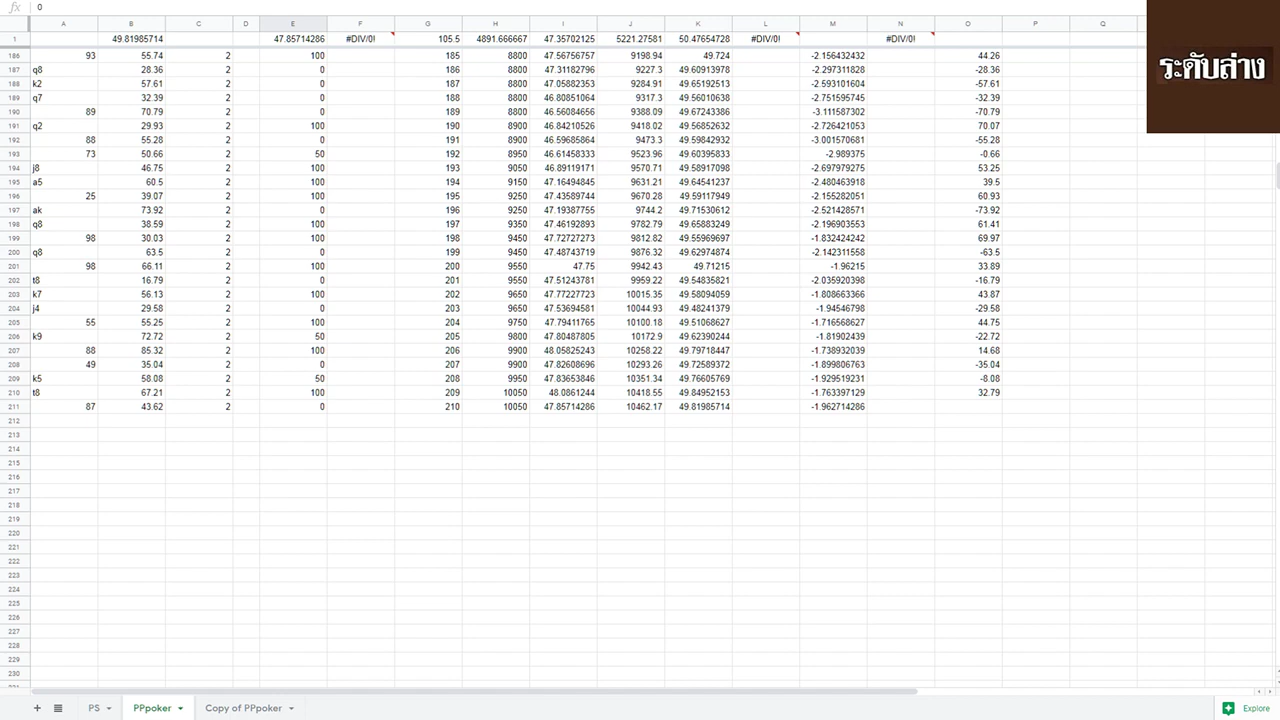 fx 0
A B C D E F G H I J K L M N O P Q
1 49.81985714 47.85714286 #DIV/0! 105.5 4891.666667 47.35702125 5221.27581 50.47654728 #DIV/0! #DIV/0!
186 93 55.74 2 100 185 8800 47.56756757 9198.94 49.724 -2.156432432 44.26
187 q8 28.36 2 0 186 8800 47.31182796 9227.3 49.60913978 -2.297311828 -28.36
188 k2 57.61 2 0 187 8800 47.05882353 9284.91 49.65192513 -2.593101604 -57.61
189 q7 32.39 2 0 188 8800 46.80851064 9317.3 49.56010638 -2.751595745 -32.39
190 89 70.79 2 0 189 8800 46.56084656 9388.09 49.67243386 -3.111587302 -70.79
191 q2 29.93 2 100 190 8900 46.84210526 9418.02 49.56852632 -2.726421053 70.07
192 88 55.28 2 0 191 8900 46.59685864 9473.3 49.59842932 -3.001570681 -55.28
193 73 50.66 2 50 192 8950 46.61458333 9523.96 49.60395833 -2.989375 -0.66
194 j8 46.75 2 100 193 9050 46.89119171 9570.71 49.58917098 -2.697979275 53.25
195 a5 60.5 2 100 194 9150 47.16494845 9631.21 49.64541237 -2.480463918 39.5
196 25 39.07 2 100 195 9250 47.43589744 9670.28 49.59117949 -2.155282051 60.93
197 ak 73.92 2 0 196 9250 47.19387755 9744.2 49.71530612 -2.521428571 -73.92
198 q8 38.59 2 100 197 9350 47.46192893 9782.79 49.65883249 -2.196903553 61.41
199 98 30.03 2 100 198 9450 47.72727273 9812.82 49.55969697 -1.832424242 69.97
200 q8 63.5 2 0 199 9450 47.48743719 9876.32 49.62974874 -2.142311558 -63.5
201 98 66.11 2 100 200 9550 47.75 9942.43 49.71215 -1.96215 33.89
202 t8 16.79 2 0 201 9550 47.51243781 9959.22 49.54835821 -2.035920398 -16.79
203 k7 56.13 2 100 202 9650 47.77227723 10015.35 49.58094059 -1.808663366 43.87
204 j4 29.58 2 0 203 9650 47.53694581 10044.93 49.48241379 -1.94546798 -29.58
205 55 55.25 2 100 204 9750 47.79411765 10100.18 49.51068627 -1.716568627 44.75
206 k9 72.72 2 50 205 9800 47.80487805 10172.9 49.62390244 -1.81902439 -22.72
207 88 85.32 2 100 206 9900 48.05825243 10258.22 49.79718447 -1.738932039 14.68
208 49 35.04 2 0 207 9900 47.82608696 10293.26 49.72589372 -1.899806763 -35.04
209 k5 58.08 2 50 208 9950 47.83653846 10351.34 49.76605769 -1.929519231 -8.08
210 t8 67.21 2 100 209 10050 48.0861244 10418.55 49.84952153 -1.763397129 32.79
211 87 43.62 2 0 210 10050 47.85714286 10462.17 49.81985714 -1.962714286
212
213
214
215
216
217
218
219
220
221
222
223
224
225
226
227
228
229
230
PS PPpoker Copy of PPpoker Explore
ระดับล่าง